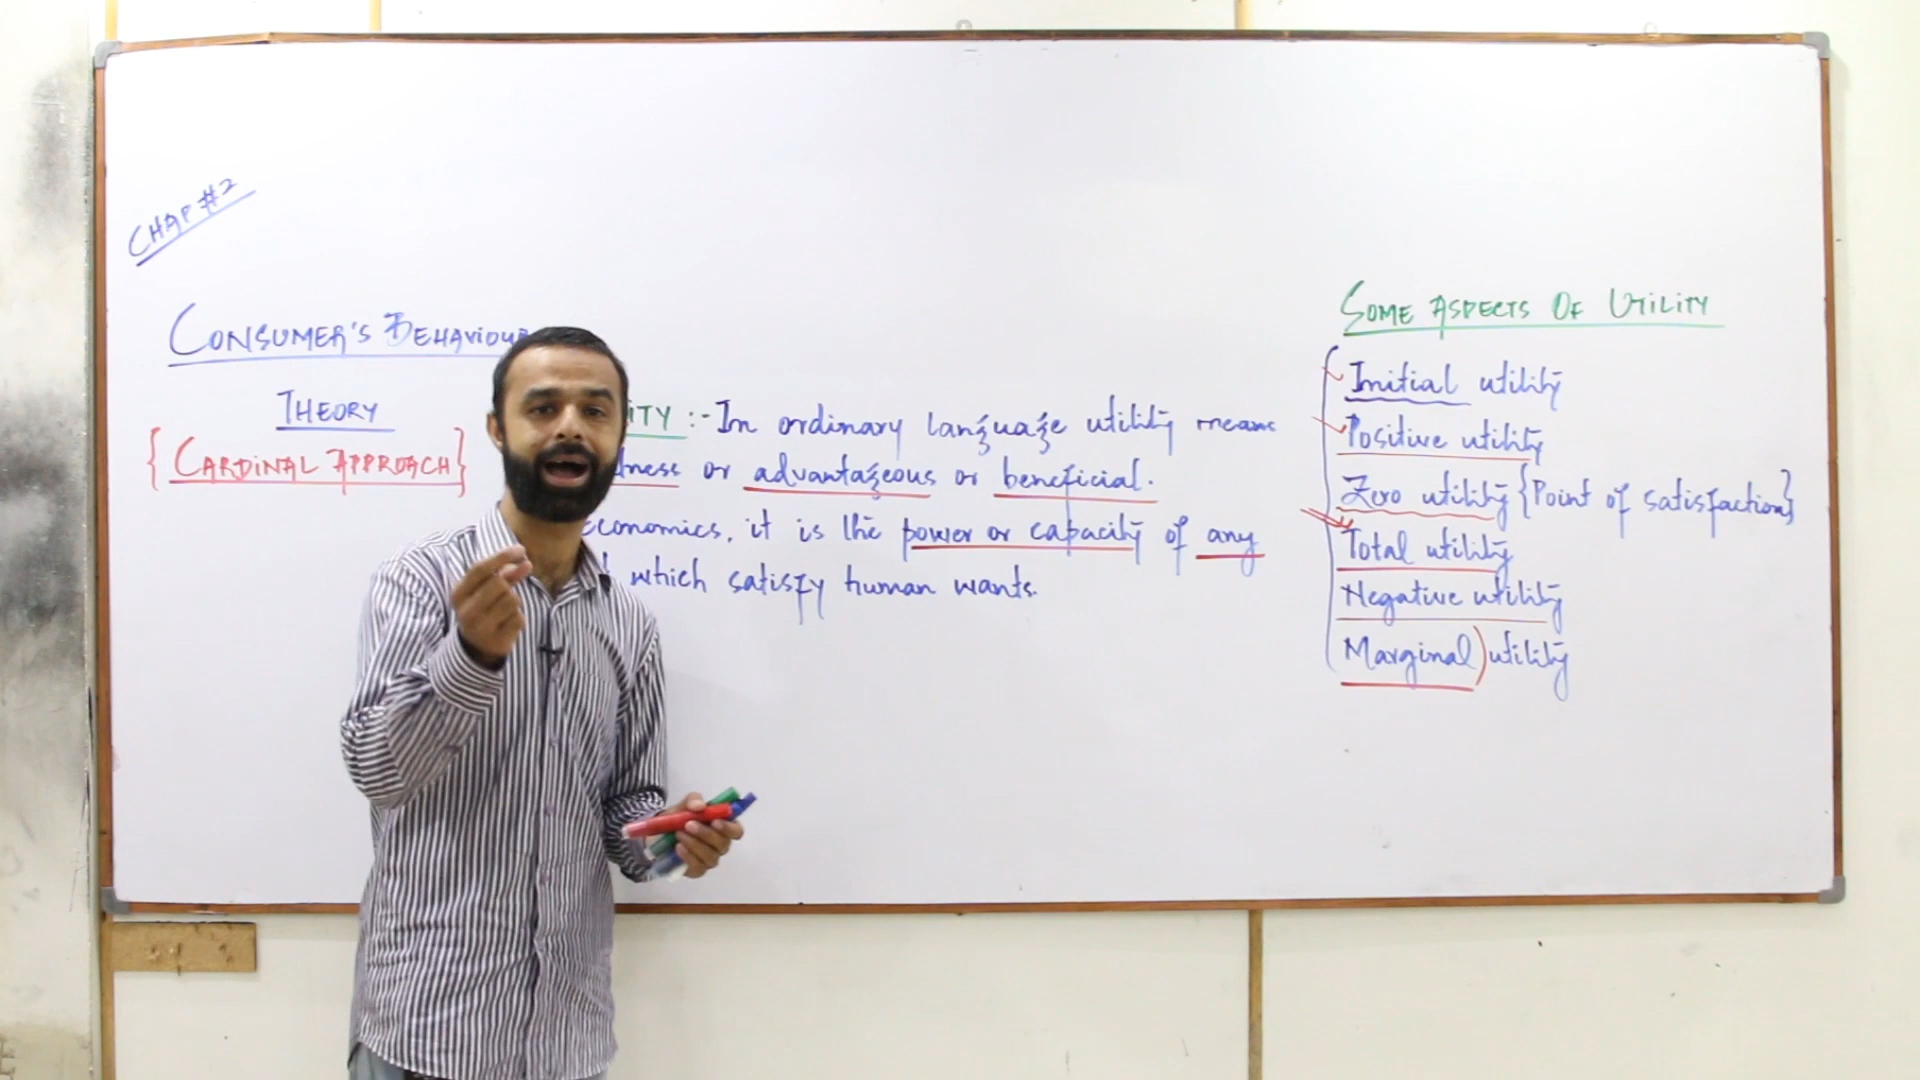 CHAP #2
CONSUMER'S BEHAVIOUR
THEORY
{CARDINAL APPROACH}
ITY :- In ordinary language utility means
or advantageous or beneficial.
economics, it is the power or capacity of any
which satisfy human wants.
SOME ASPECTS OF UTILITY
Initial utility
Positive utility
Zero utility {Point of satisfaction}
Total utility
Negative utility
Marginal) utility